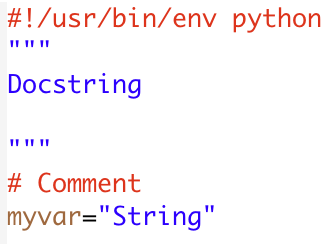 #!/usr/bin/env python
"""
Docstring

"""
# Comment
myvar="String"